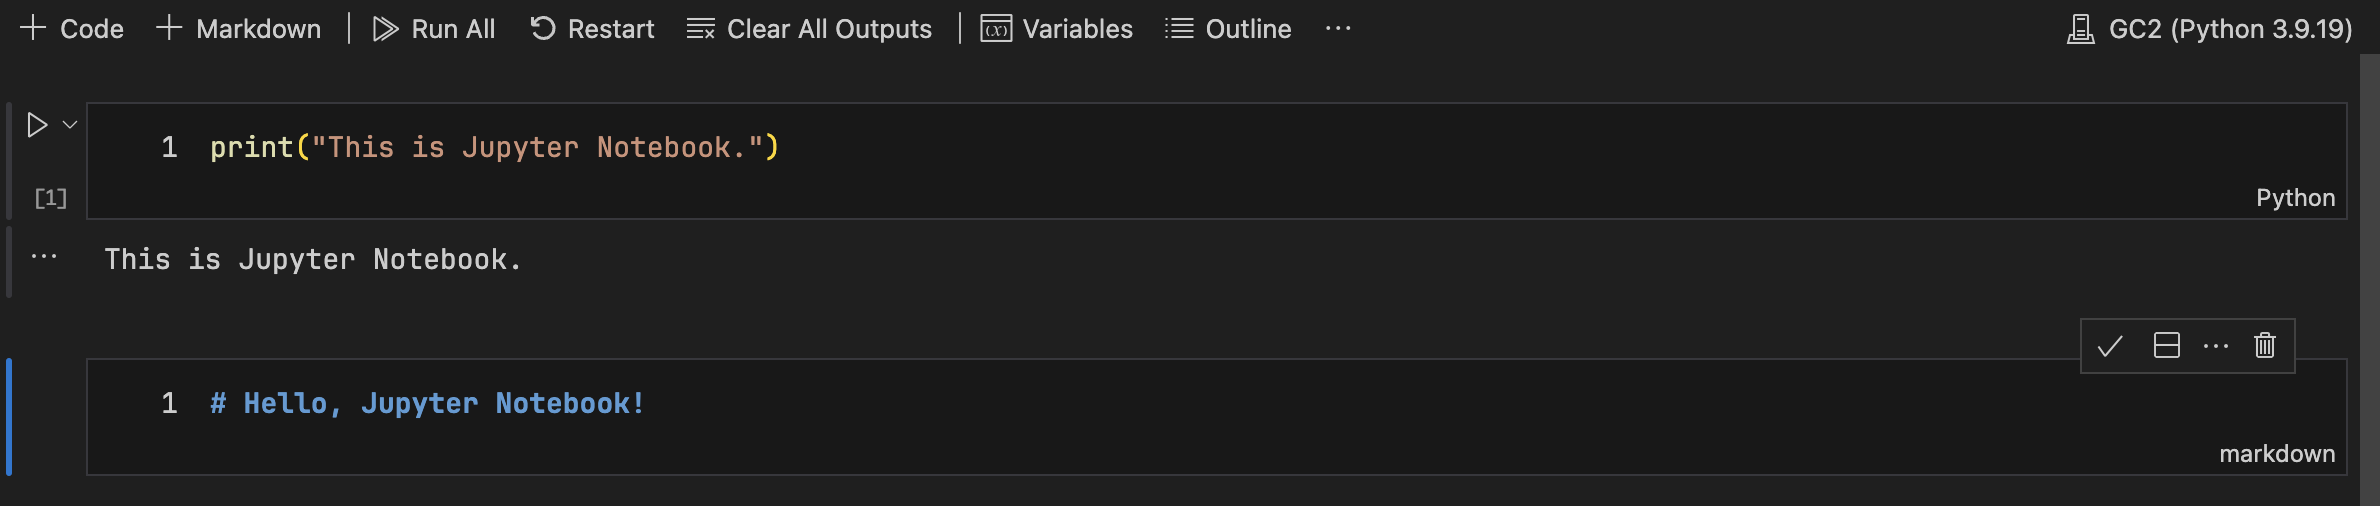 Code Markdown Run All Restart Clear All Outputs (x) Variables Outline ... GC2 (Python 3.9.19)
1 print("This is Jupyter Notebook.")
[1]
Python
... This is Jupyter Notebook.
...
1 # Hello, Jupyter Notebook!
markdown